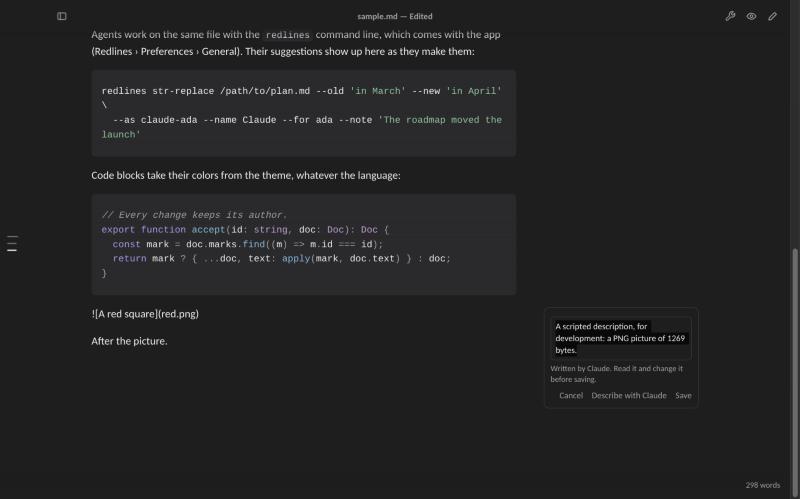 sample.md — Edited
Agents work on the same file with the redlines command line, which comes with the app
(Redlines › Preferences › General). Their suggestions show up here as they make them:
redlines str-replace /path/to/plan.md --old 'in March' --new 'in April'
\
  --as claude-ada --name Claude --for ada --note 'The roadmap moved the
launch'
Code blocks take their colors from the theme, whatever the language:
// Every change keeps its author.
export function accept(id: string, doc: Doc): Doc {
  const mark = doc.marks.find((m) => m.id === id);
  return mark ? { ...doc, text: apply(mark, doc.text) } : doc;
}
![A red square](red.png)
After the picture.
A scripted description, for
development: a PNG picture of 1269
bytes.
Written by Claude. Read it and change it
before saving.
Cancel Describe with Claude Save
298 words